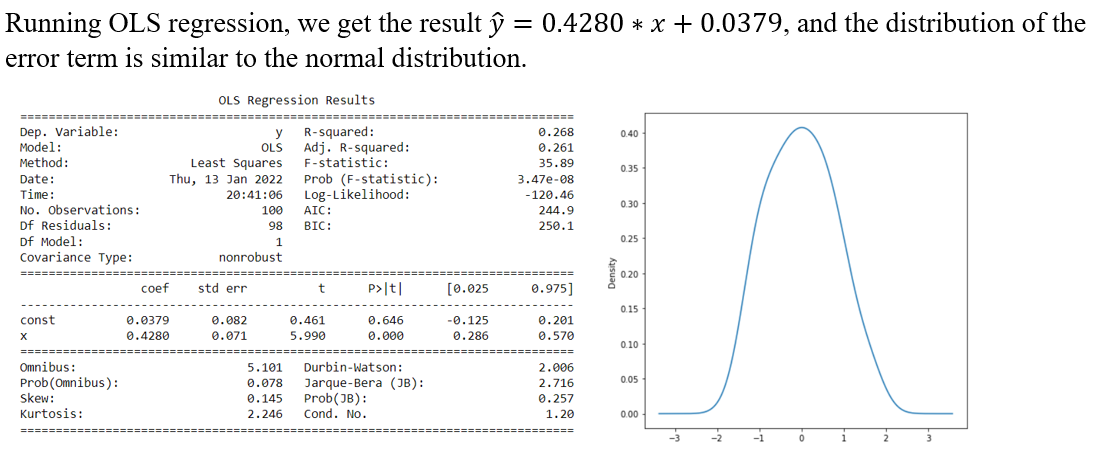 Running OLS regression, we get the result ŷ = 0.4280 ∗ x + 0.0379, and the distribution of the
error term is similar to the normal distribution.
OLS Regression Results
==============================================================================
Dep. Variable: y R-squared: 0.268
Model: OLS Adj. R-squared: 0.261
Method: Least Squares F-statistic: 35.89
Date: Thu, 13 Jan 2022 Prob (F-statistic): 3.47e-08
Time: 20:41:06 Log-Likelihood: -120.46
No. Observations: 100 AIC: 244.9
Df Residuals: 98 BIC: 250.1
Df Model: 1
Covariance Type: nonrobust
==============================================================================
coef std err t P>|t| [0.025 0.975]
------------------------------------------------------------------------------
const 0.0379 0.082 0.461 0.646 -0.125 0.201
x 0.4280 0.071 5.990 0.000 0.286 0.570
==============================================================================
Omnibus: 5.101 Durbin-Watson: 2.006
Prob(Omnibus): 0.078 Jarque-Bera (JB): 2.716
Skew: 0.145 Prob(JB): 0.257
Kurtosis: 2.246 Cond. No. 1.20
==============================================================================
Density
0.40
0.35
0.30
0.25
0.20
0.15
0.10
0.05
0.00
-3 -2 -1 0 1 2 3